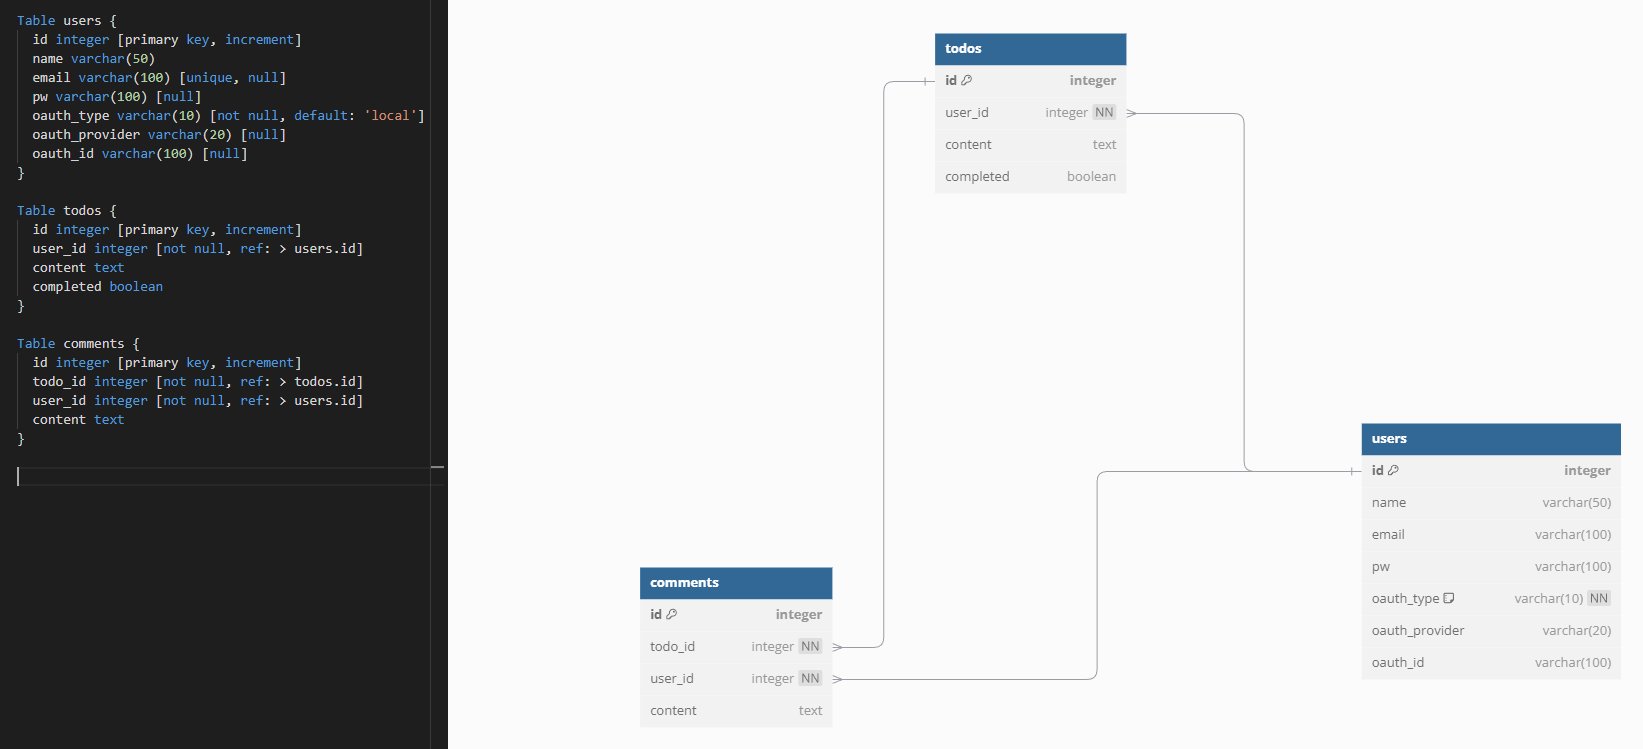 Table users {
  id integer [primary key, increment]
  name varchar(50)
  email varchar(100) [unique, null]
  pw varchar(100) [null]
  oauth_type varchar(10) [not null, default: 'local']
  oauth_provider varchar(20) [null]
  oauth_id varchar(100) [null]
}
Table todos {
  id integer [primary key, increment]
  user_id integer [not null, ref: > users.id]
  content text
  completed boolean
}
Table comments {
  id integer [primary key, increment]
  todo_id integer [not null, ref: > todos.id]
  user_id integer [not null, ref: > users.id]
  content text
}
todos
id integer
user_id integer NN
content text
completed boolean
users
id integer
name varchar(50)
email varchar(100)
pw varchar(100)
oauth_type varchar(10) NN
oauth_provider varchar(20)
oauth_id varchar(100)
comments
id integer
todo_id integer NN
user_id integer NN
content text